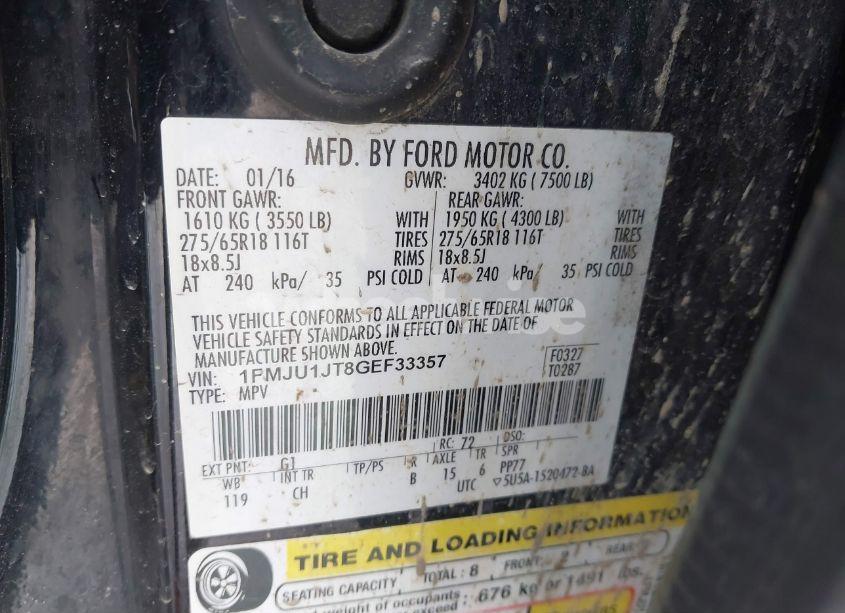 MFD. BY FORD MOTOR CO.
DATE: 01/16 GVWR: 3402 KG ( 7500 LB)
FRONT GAWR: REAR GAWR:
1610 KG ( 3550 LB) WITH 1950 KG ( 4300 LB) WITH
275/65R18 116T TIRES 275/65R18 116T TIRES
18x8.5J RIMS 18x8.5J RIMS
AT 240 kPa/ 35 PSI COLD AT 240 kPa/ 35 PSI COLD
THIS VEHICLE CONFORMS TO ALL APPLICABLE FEDERAL MOTOR
VEHICLE SAFETY STANDARDS IN EFFECT ON THE DATE OF
MANUFACTURE SHOWN ABOVE.
VIN: 1FMJU1JT8GEF33357 F0327
TYPE: MPV T0287
EXT PNT: G1 RC: 72 DSO:
WB INT TR TP/PS R AXLE TR SPR
119 CH B 15 6 PP77
UTC ▽5U5A-1520472-BA
TIRE AND LOADING INFORMATION
SEATING CAPACITY TOTAL: 8 FRONT: REAR
weight of occupants 676 kg or 1491 lbs.
exceed